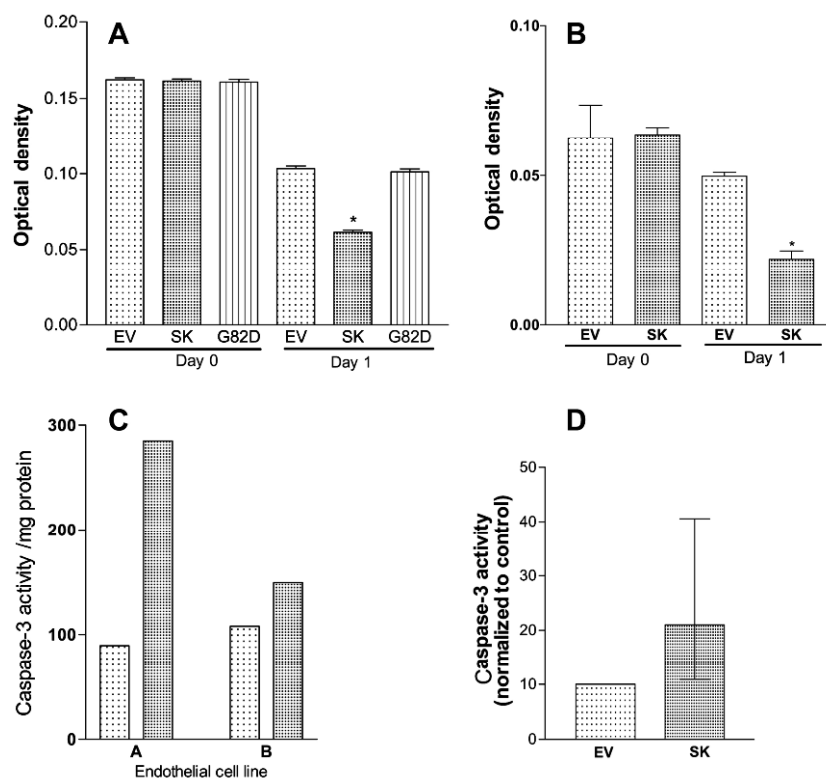 A
Optical density
0.20
0.15
0.10
0.05
0.00
*
EV SK G82D EV SK G82D
Day 0 Day 1
B
Optical density
0.10
0.05
0.00
*
EV SK EV SK
Day 0 Day 1
C
Caspase-3 activity /mg protein
300
200
100
0
A B
Endothelial cell line
D
Caspase-3 activity
(normalized to control)
50
40
30
20
10
0
EV SK